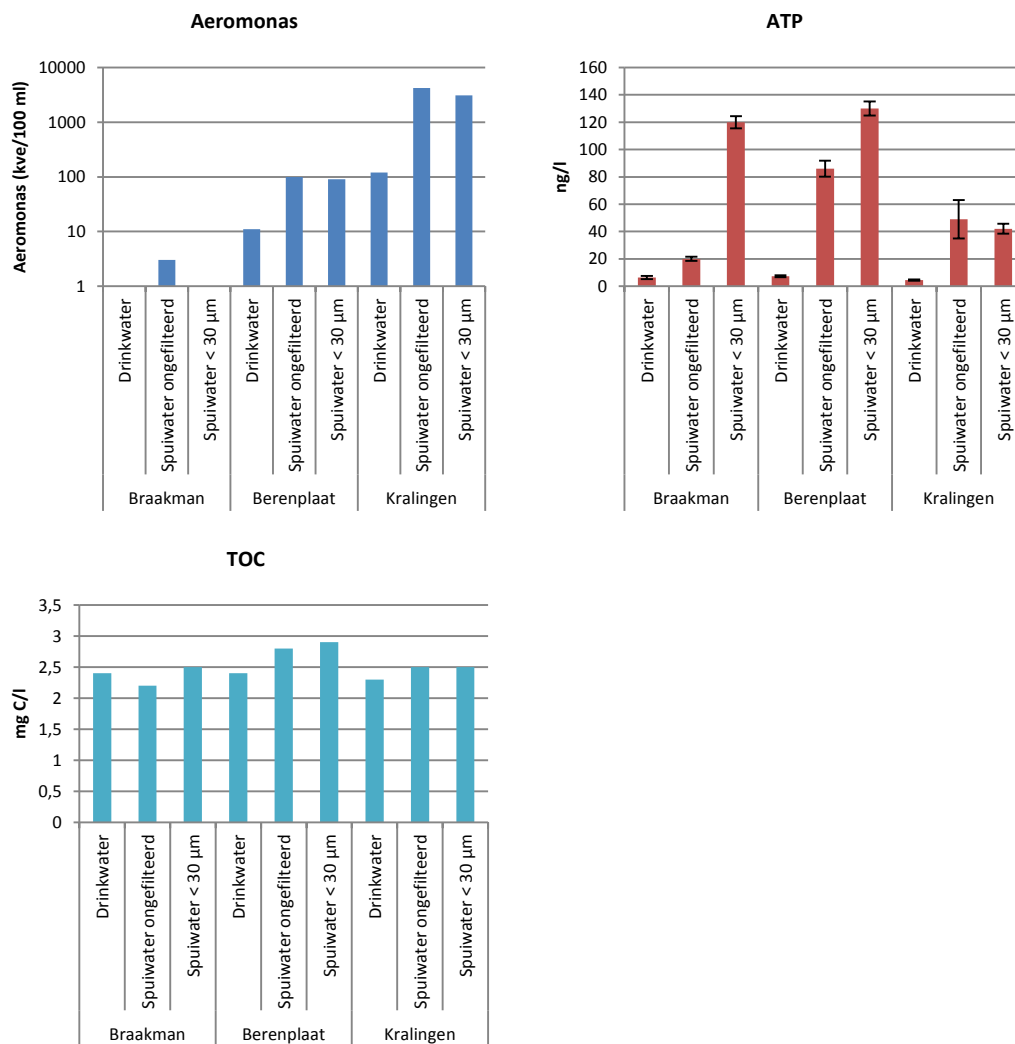 Aeromonas
Aeromonas (kve/100 ml)
10000
1000
100
10
1
Drinkwater
Spuiwater ongefilteerd
Spuiwater < 30 µm
Drinkwater
Spuiwater ongefilteerd
Spuiwater < 30 µm
Drinkwater
Spuiwater ongefilteerd
Spuiwater < 30 µm
Braakman
Berenplaat
Kralingen
ATP
ng/l
160
140
120
100
80
60
40
20
0
Drinkwater
Spuiwater ongefilteerd
Spuiwater < 30 µm
Drinkwater
Spuiwater ongefilteerd
Spuiwater < 30 µm
Drinkwater
Spuiwater ongefilteerd
Spuiwater < 30 µm
Braakman
Berenplaat
Kralingen
TOC
mg C/l
3,5
3
2,5
2
1,5
1
0,5
0
Drinkwater
Spuiwater ongefilteerd
Spuiwater < 30 µm
Drinkwater
Spuiwater ongefilteerd
Spuiwater < 30 µm
Drinkwater
Spuiwater ongefilteerd
Spuiwater < 30 µm
Braakman
Berenplaat
Kralingen